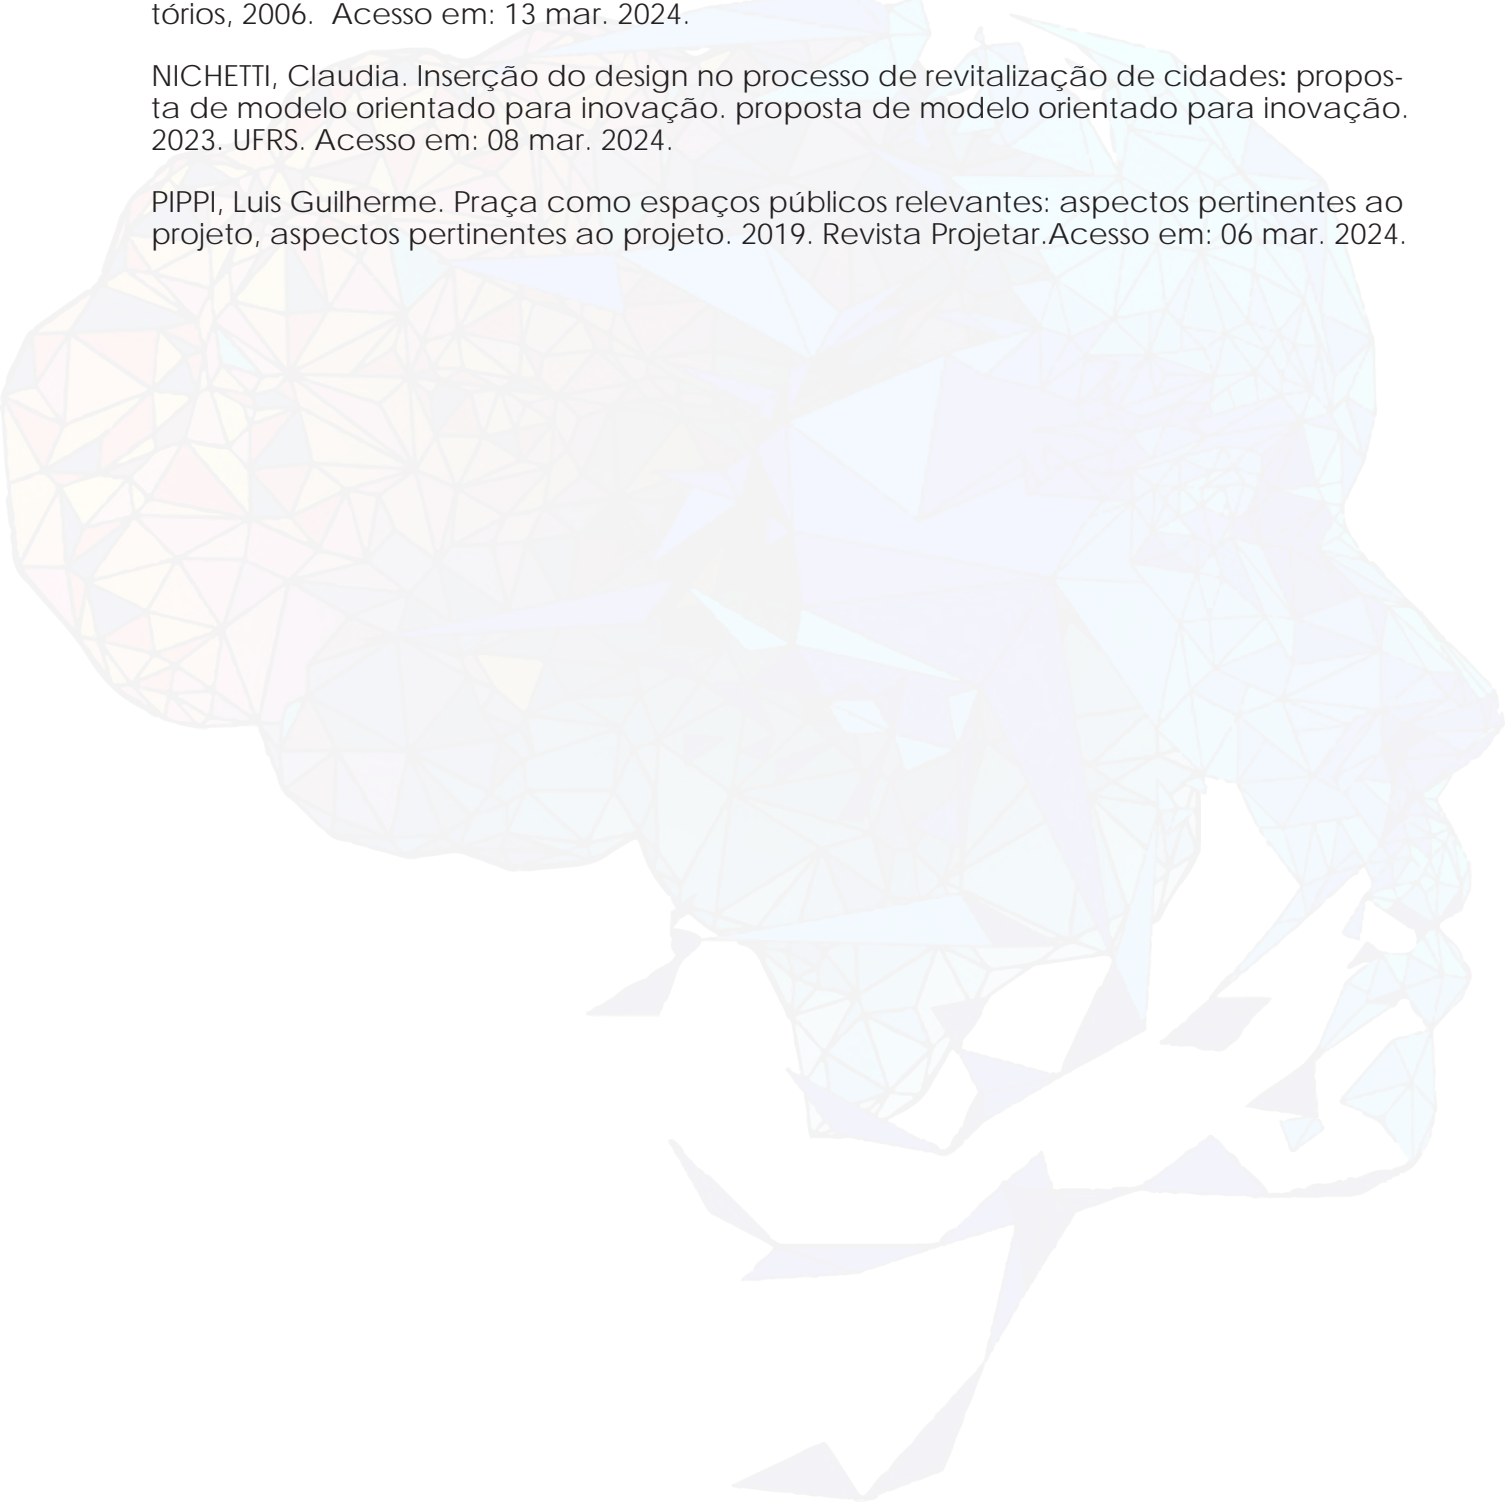 tórios, 2006.  Acesso em: 13 mar. 2024.
NICHETTI, Claudia. Inserção do design no processo de revitalização de cidades: propos-
ta de modelo orientado para inovação. proposta de modelo orientado para inovação.
2023. UFRS. Acesso em: 08 mar. 2024.
PIPPI, Luis Guilherme. Praça como espaços públicos relevantes: aspectos pertinentes ao
projeto, aspectos pertinentes ao projeto. 2019. Revista Projetar.Acesso em: 06 mar. 2024.